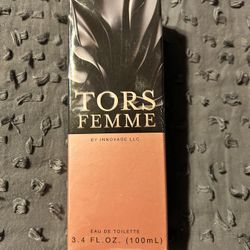 TORS
FEMME
BY INNOVAGE LLC
EAU DE TOILETTE
3.4 FL.OZ. (100mL)